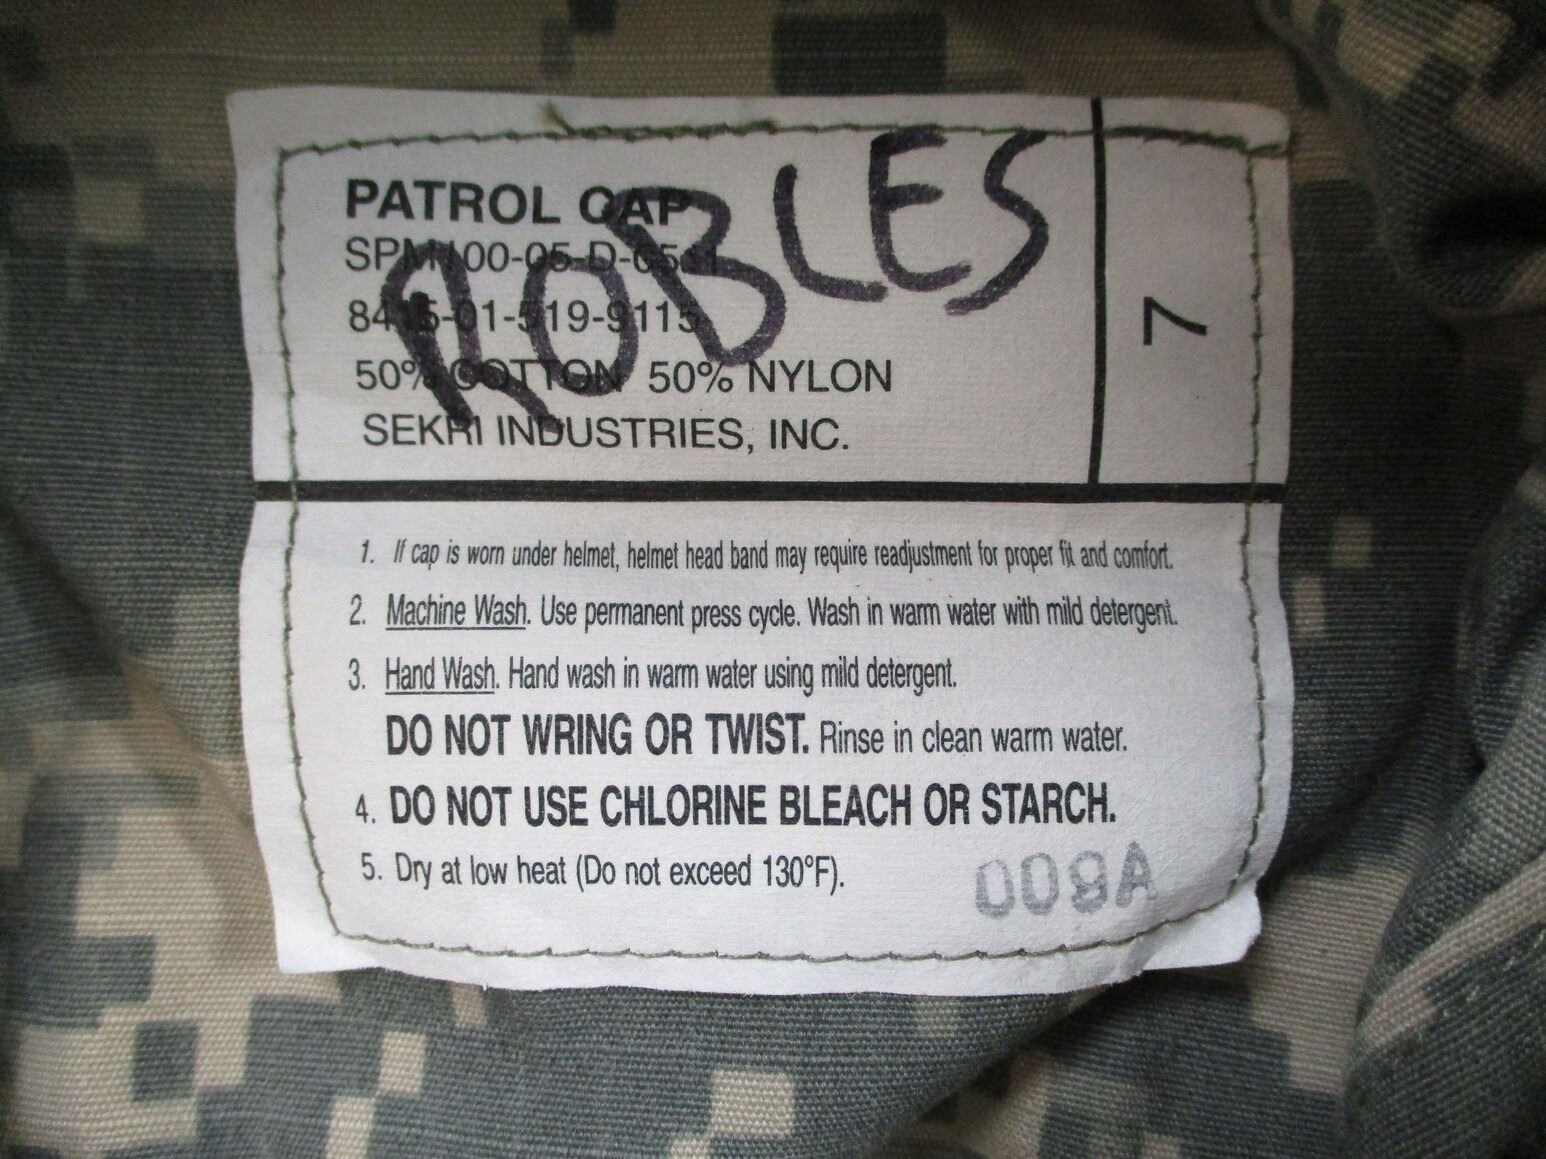 PATROL CAP
ROBLES
50% COTTON 50% NYLON
SEKRI INDUSTRIES, INC.
7
1. If cap is worn under helmet, helmet head band may require readjustment for proper fit and comfort.
2. Machine Wash. Use permanent press cycle. Wash in warm water with mild detergent.
3. Hand Wash. Hand wash in warm water using mild detergent.
DO NOT WRING OR TWIST. Rinse in clean warm water.
4. DO NOT USE CHLORINE BLEACH OR STARCH.
5. Dry at low heat (Do not exceed 130°F).
009A